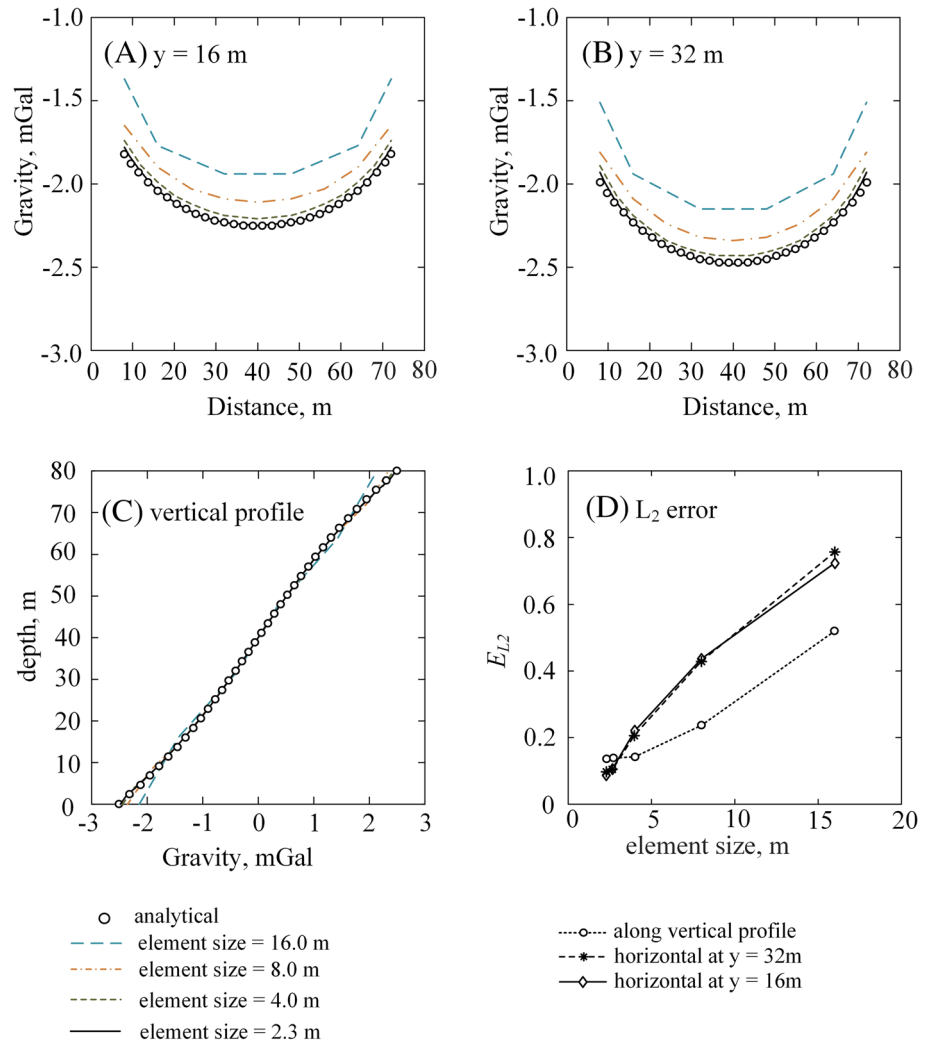 (A) y = 16 m
-1.0
-1.5
-2.0
-2.5
-3.0
Gravity, mGal
0 10 20 30 40 50 60 70 80
Distance, m
(B) y = 32 m
-1.0
-1.5
-2.0
-2.5
-3.0
Gravity, mGal
0 10 20 30 40 50 60 70 80
Distance, m
(C) vertical profile
80
70
60
50
40
30
20
10
0
depth, m
-3 -2 -1 0 1 2 3
Gravity, mGal
(D) L2 error
1.0
0.8
0.6
0.4
0.2
0
EL2
0 5 10 15 20
element size, m
analytical
element size = 16.0 m
element size = 8.0 m
element size = 4.0 m
element size = 2.3 m
along vertical profile
horizontal at y = 32m
horizontal at y = 16m